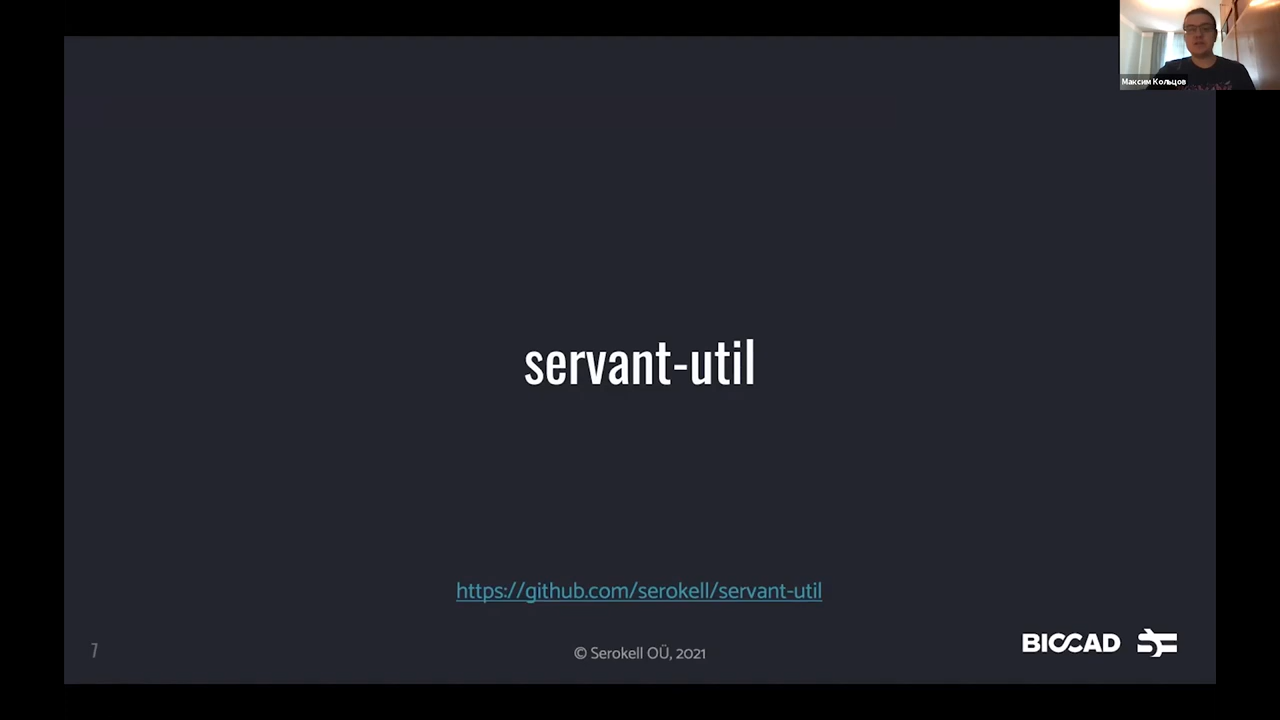 Максим Кольцов
servant-util
https://github.com/serokell/servant-util
7
© Serokell OÜ, 2021
BIOCAD